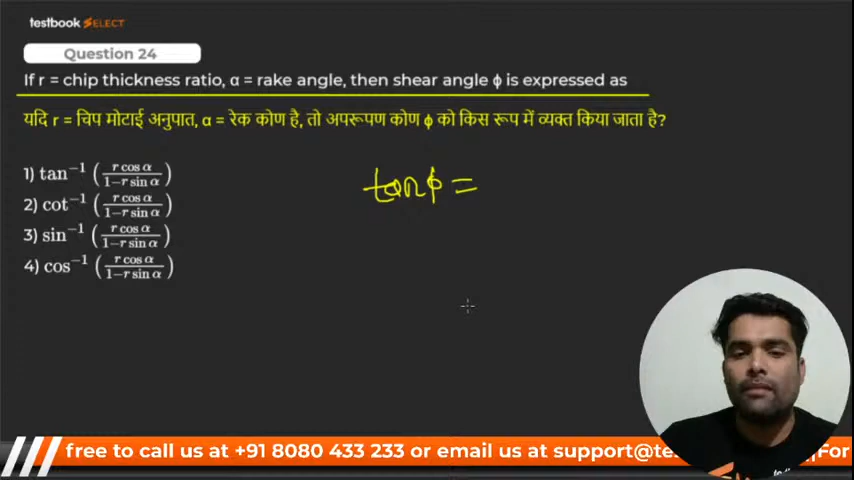 testbook SELECT
Question 24
If r = chip thickness ratio, α = rake angle, then shear angle ϕ is expressed as
यदि r = चिप मोटाई अनुपात, α = रेक कोण है, तो अपरूपण कोण ϕ को किस रूप में व्यक्त किया जाता है?
1) tan⁻¹ (r cos α / 1−r sin α)
tanϕ =
2) cot⁻¹ (r cos α / 1−r sin α)
3) sin⁻¹ (r cos α / 1−r sin α)
4) cos⁻¹ (r cos α / 1−r sin α)
free to call us at +91 8080 433 233 or email us at support@te For